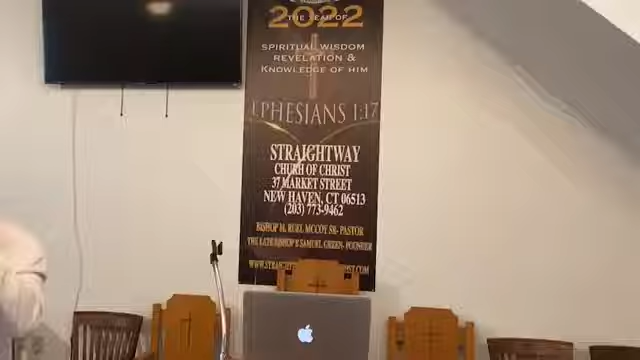 THE YEAR OF
2022
SPIRITUAL WISDOM
REVELATION &
KNOWLEDGE OF HIM
EPHESIANS 1:17
STRAIGHTWAY
CHURH OF CHRIST
37 MARKET STREET
NEW HAVEN, CT 06513
(203) 773-9462
BISHOP M. RUEL MCCOY SR- PASTOR
THE LATE BISHOP E SAMUEL GREEN- FOUNDER